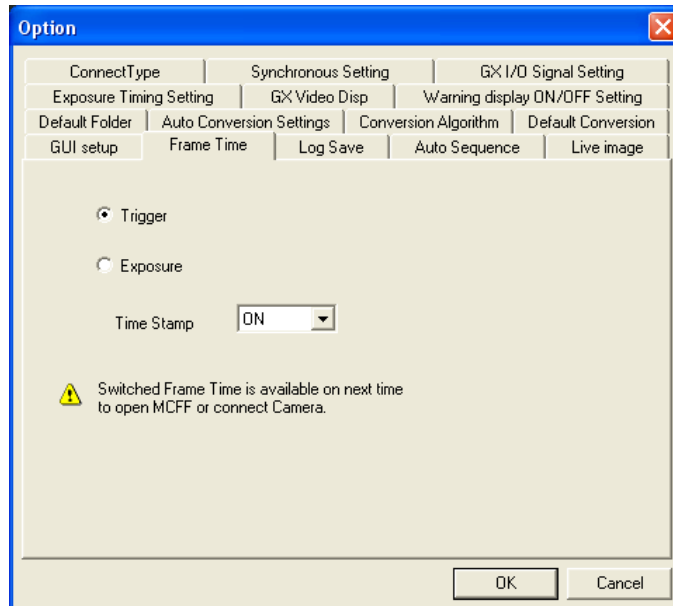 Option
ConnectType Synchronous Setting GX I/O Signal Setting
Exposure Timing Setting GX Video Disp Warning display ON/OFF Setting
Default Folder Auto Conversion Settings Conversion Algorithm Default Conversion
GUI setup Frame Time Log Save Auto Sequence Live image
Trigger
Exposure
Time Stamp ON
Switched Frame Time is available on next time
to open MCFF or connect Camera.
OK Cancel